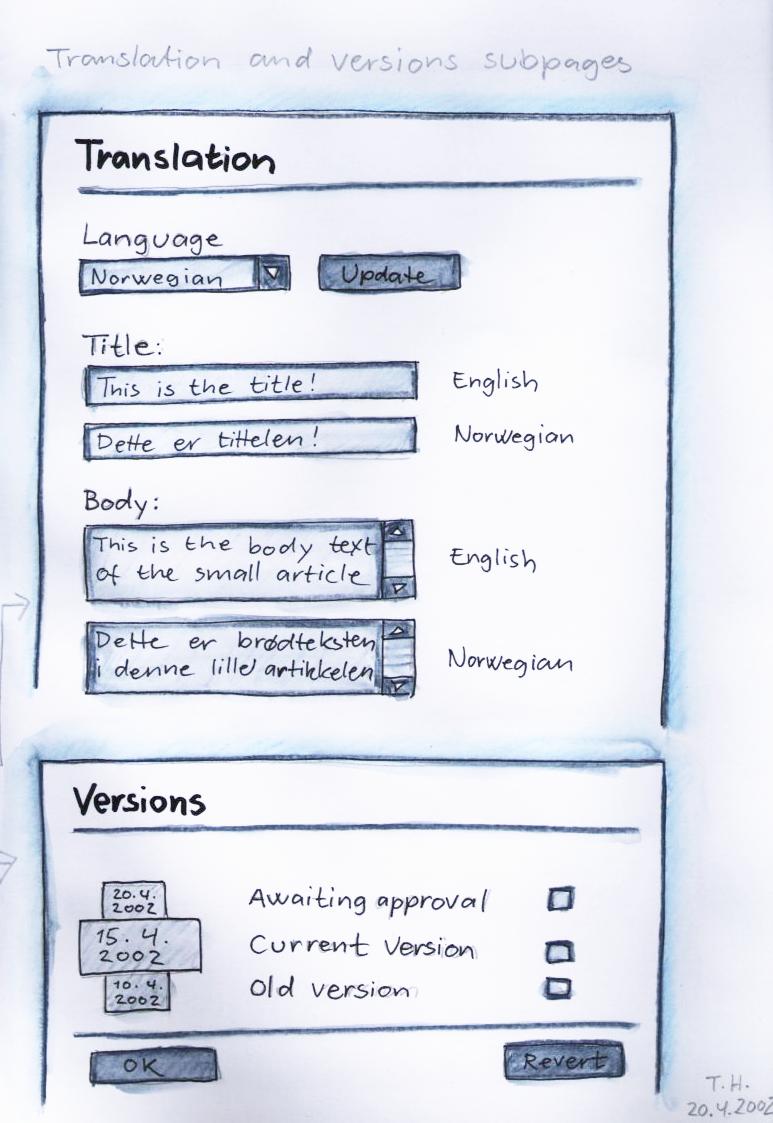 Translation and versions subpages
Translation
Language
Norwegian
Update
Title:
This is the title!
English
Dette er tittelen!
Norwegian
Body:
This is the body text
of the small article
English
Dette er brødteksten
i denne lille artikkelen
Norwegian
Versions
20.4.
2002
Awaiting approval
15.4.
2002
Current Version
10.4.
2002
Old version
OK
Revert
T.H.
20.4.2002